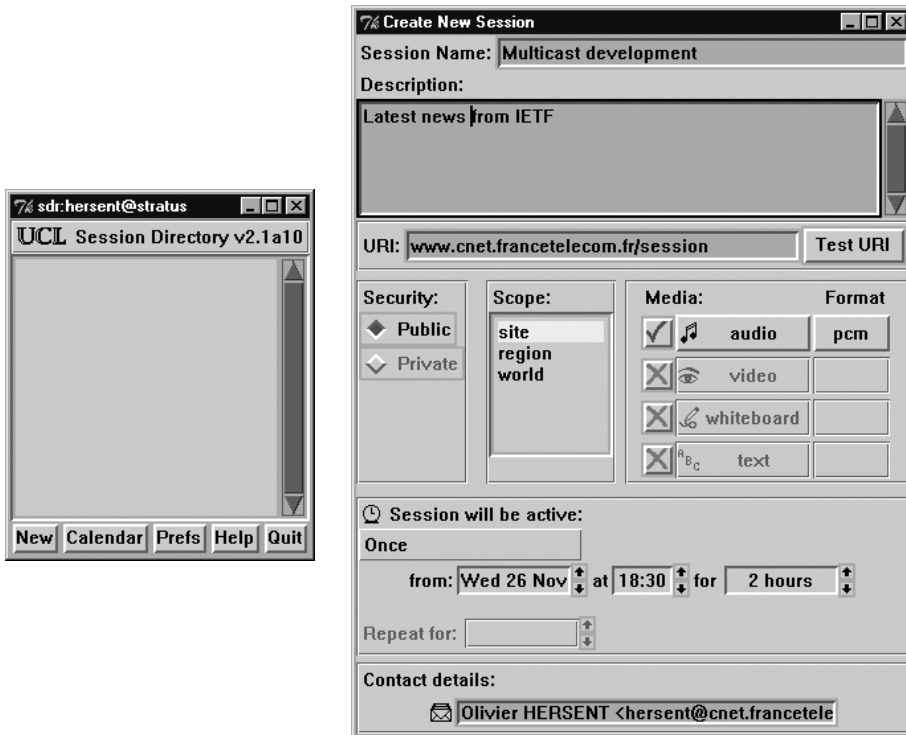 sdr:hersent@stratus
UCL Session Directory v2.1a10
New Calendar Prefs Help Quit
Create New Session
Session Name: Multicast development
Description:
Latest news from IETF
URI: www.cnet.francetelecom.fr/session Test URI
Security:
Public
Private
Scope:
site
region
world
Media: Format
audio pcm
video
whiteboard
ABC text
Session will be active:
Once
from: Wed 26 Nov at 18:30 for 2 hours
Repeat for:
Contact details:
Olivier HERSENT <hersent@cnet.francetele